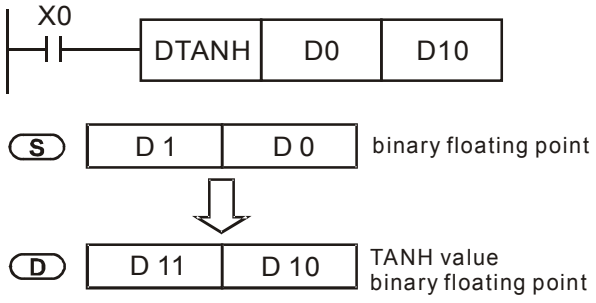 X0
DTANH D0 D10
S D 1 D 0 binary floating point
D D 11 D 10 TANH value
binary floating point